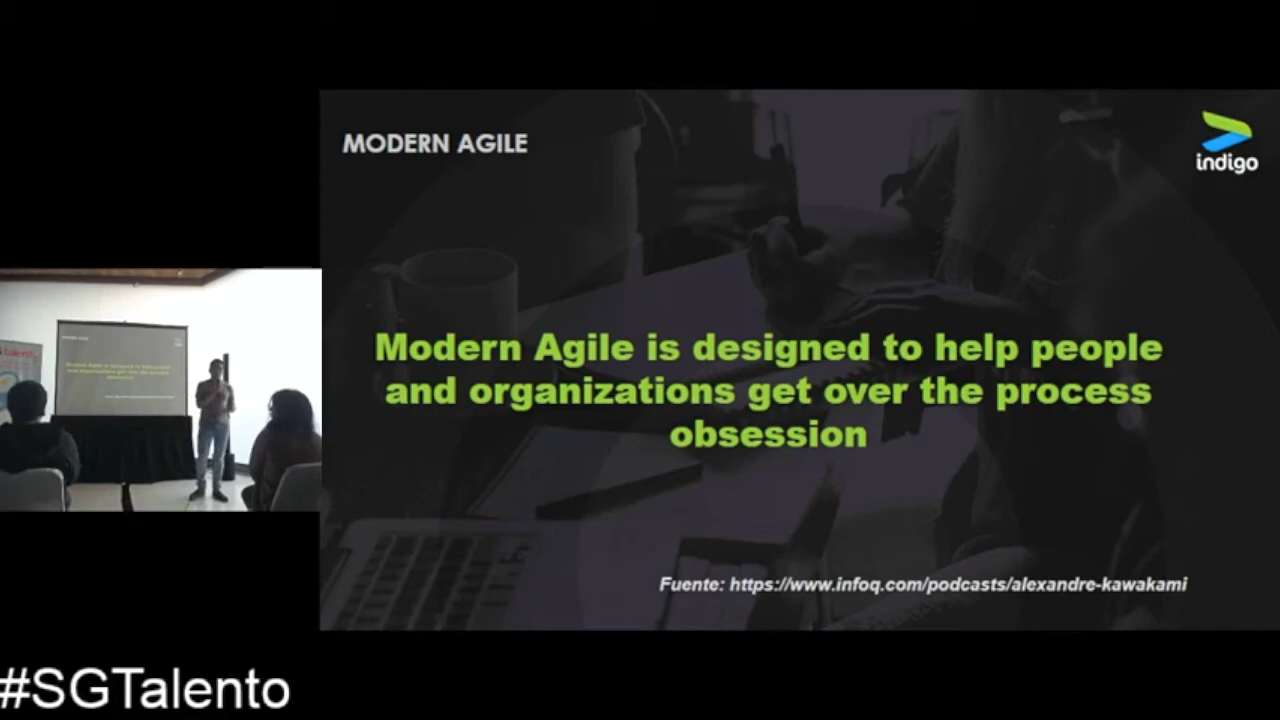 MODERN AGILE
indigo
Modern Agile is designed to help people
and organizations get over the process
obsession
Fuente: https://www.infoq.com/podcasts/alexandre-kawakami
#SGTalento